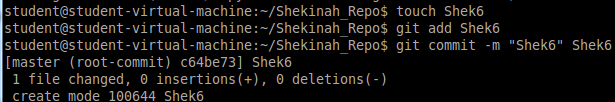 student@student-virtual-machine:~/Shekinah_Repo$ touch Shek6
student@student-virtual-machine:~/Shekinah_Repo$ git add Shek6
student@student-virtual-machine:~/Shekinah_Repo$ git commit -m "Shek6" Shek6
[master (root-commit) c64be73] Shek6
 1 file changed, 0 insertions(+), 0 deletions(-)
 create mode 100644 Shek6